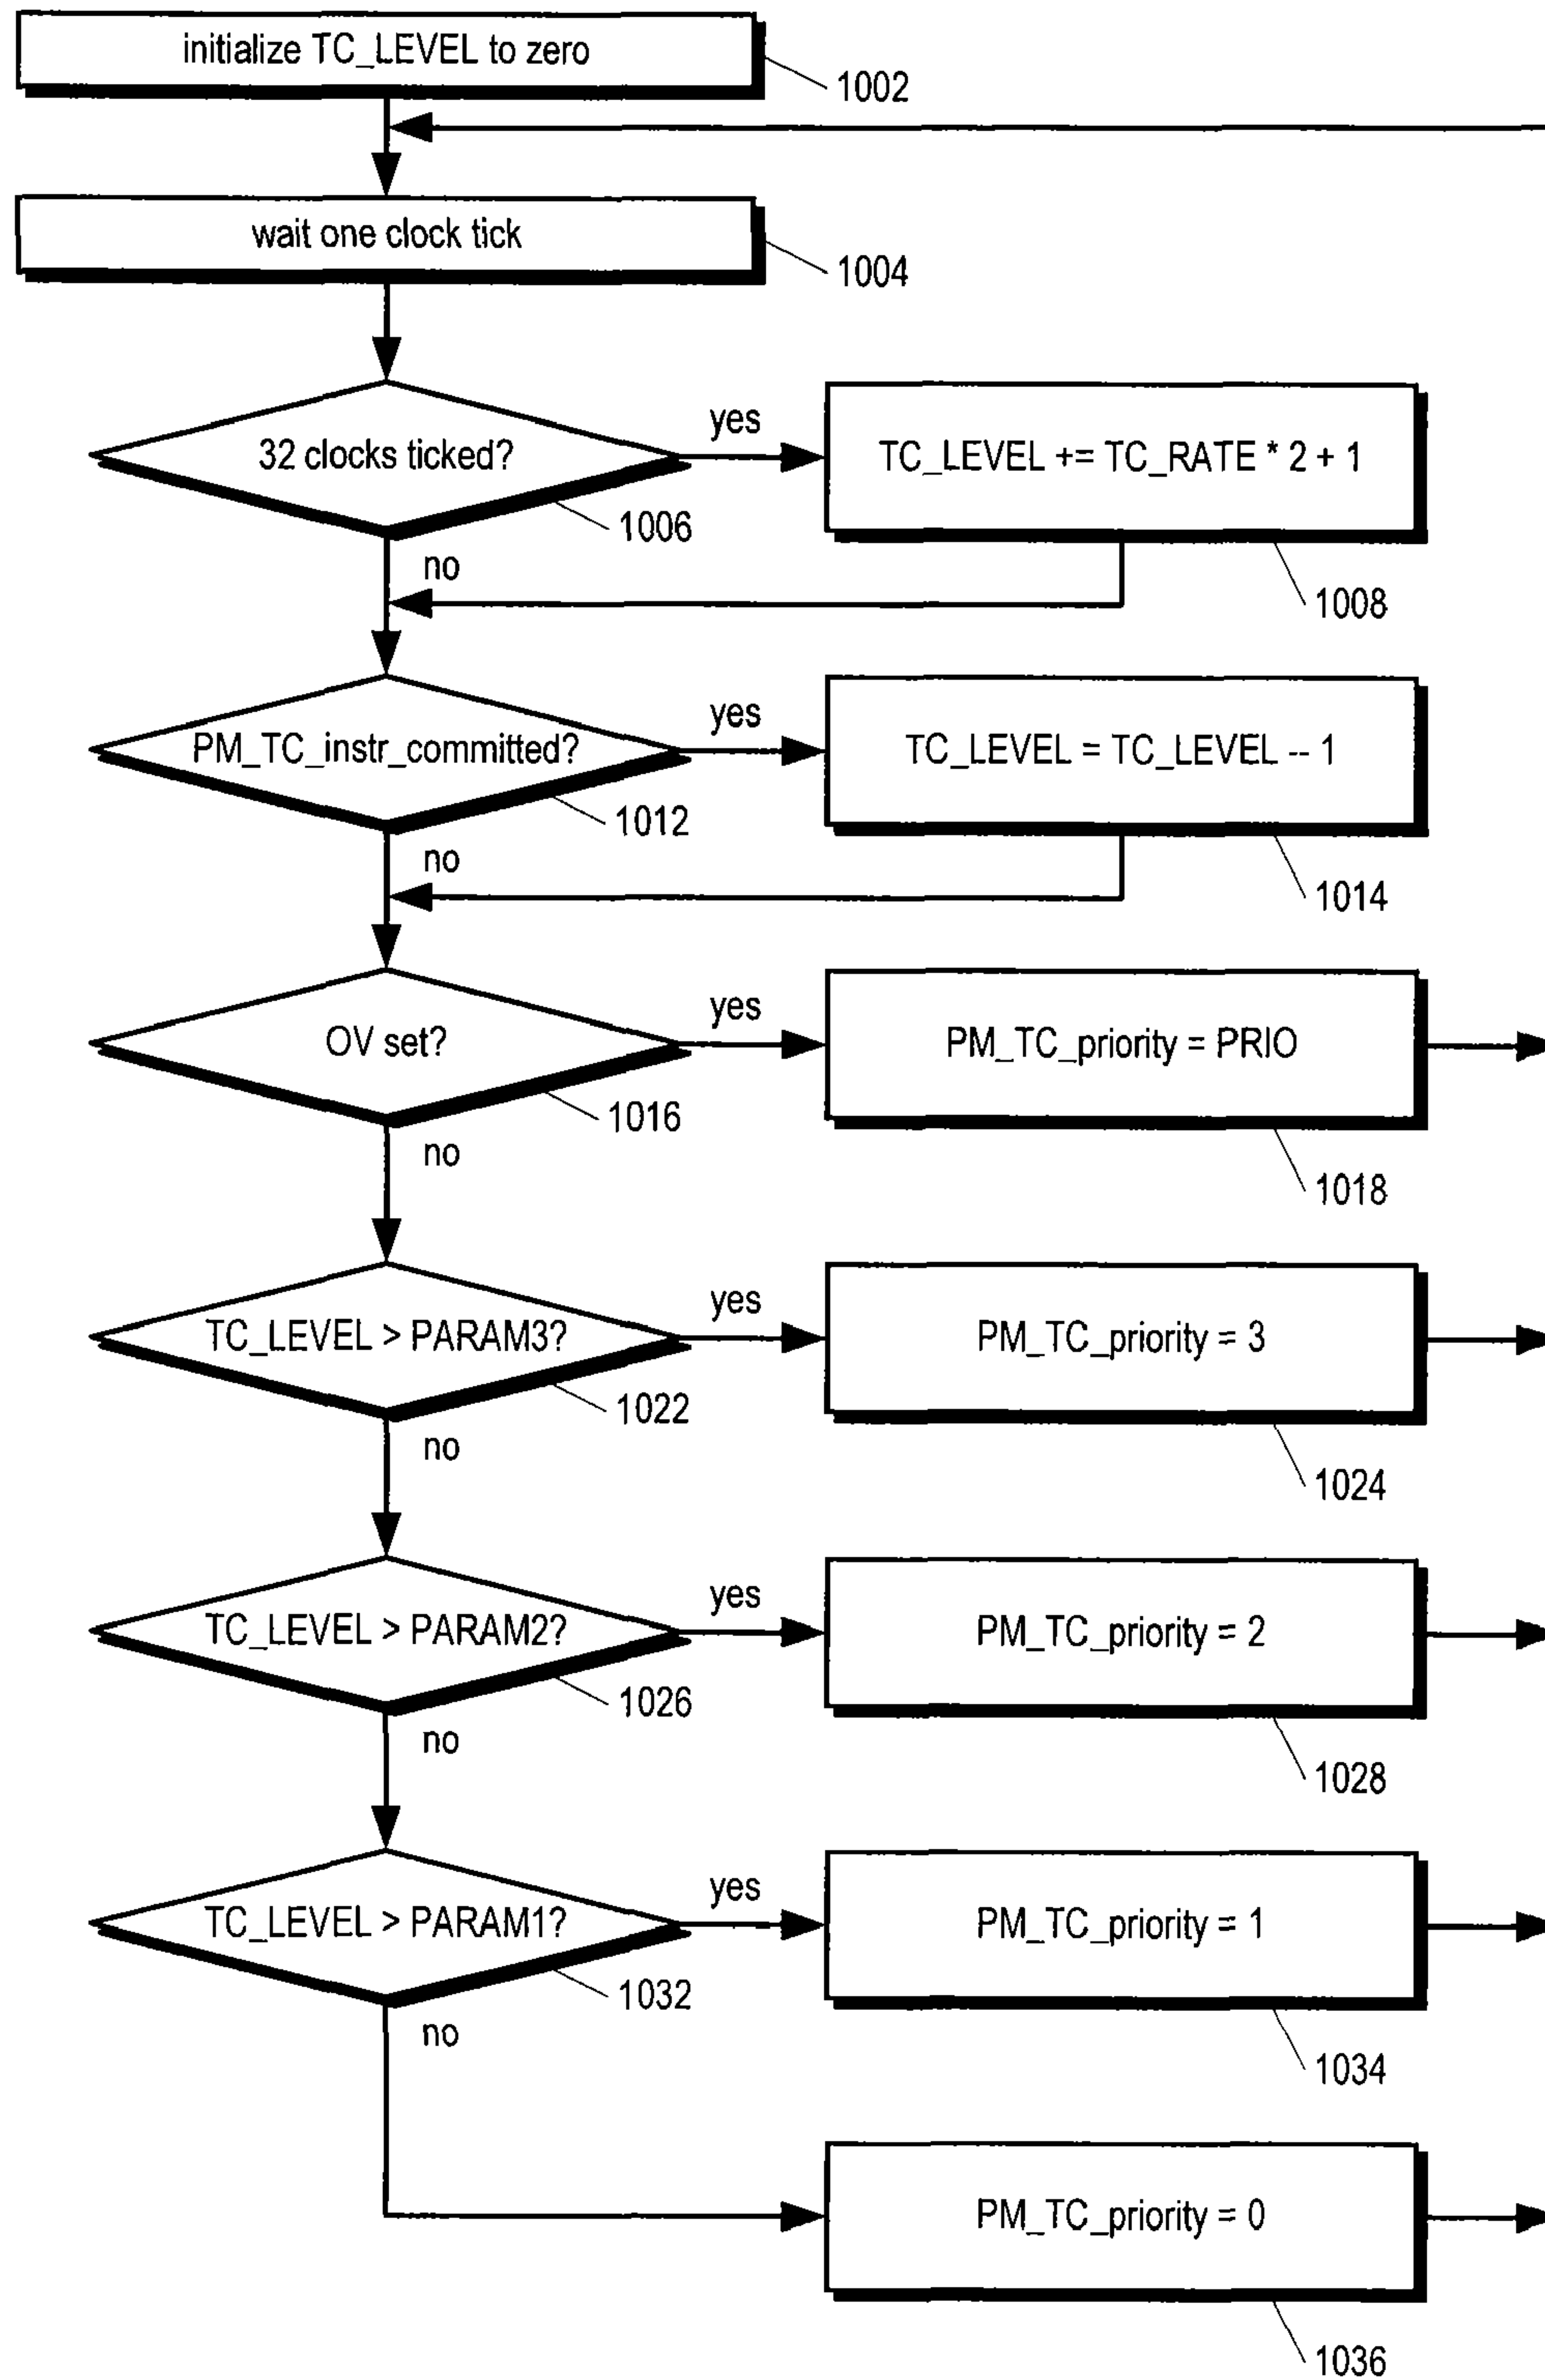 initialize TC_LEVEL to zero
1002
wait one clock tick
1004
32 clocks ticked?
yes
TC_LEVEL += TC_RATE * 2 + 1
1006
no
1008
PM_TC_instr_committed?
yes
TC_LEVEL = TC_LEVEL -- 1
1012
no
1014
OV set?
yes
PM_TC_priority = PRIO
1016
no
1018
TC_LEVEL > PARAM3?
yes
PM_TC_priority = 3
1022
no
1024
TC_LEVEL > PARAM2?
yes
PM_TC_priority = 2
1026
no
1028
TC_LEVEL > PARAM1?
yes
PM_TC_priority = 1
1032
no
1034
PM_TC_priority = 0
1036